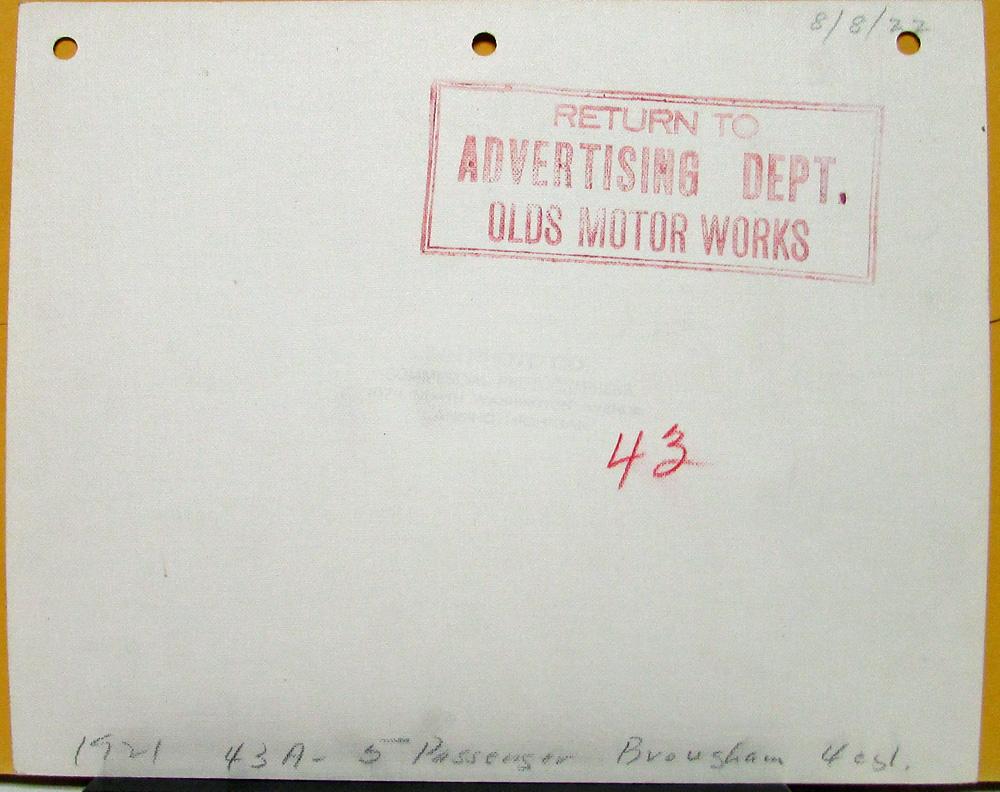 8/8/22
RETURN TO
ADVERTISING DEPT.
OLDS MOTOR WORKS
43
1921 43A- 5 Passenger Brougham 4 cyl.